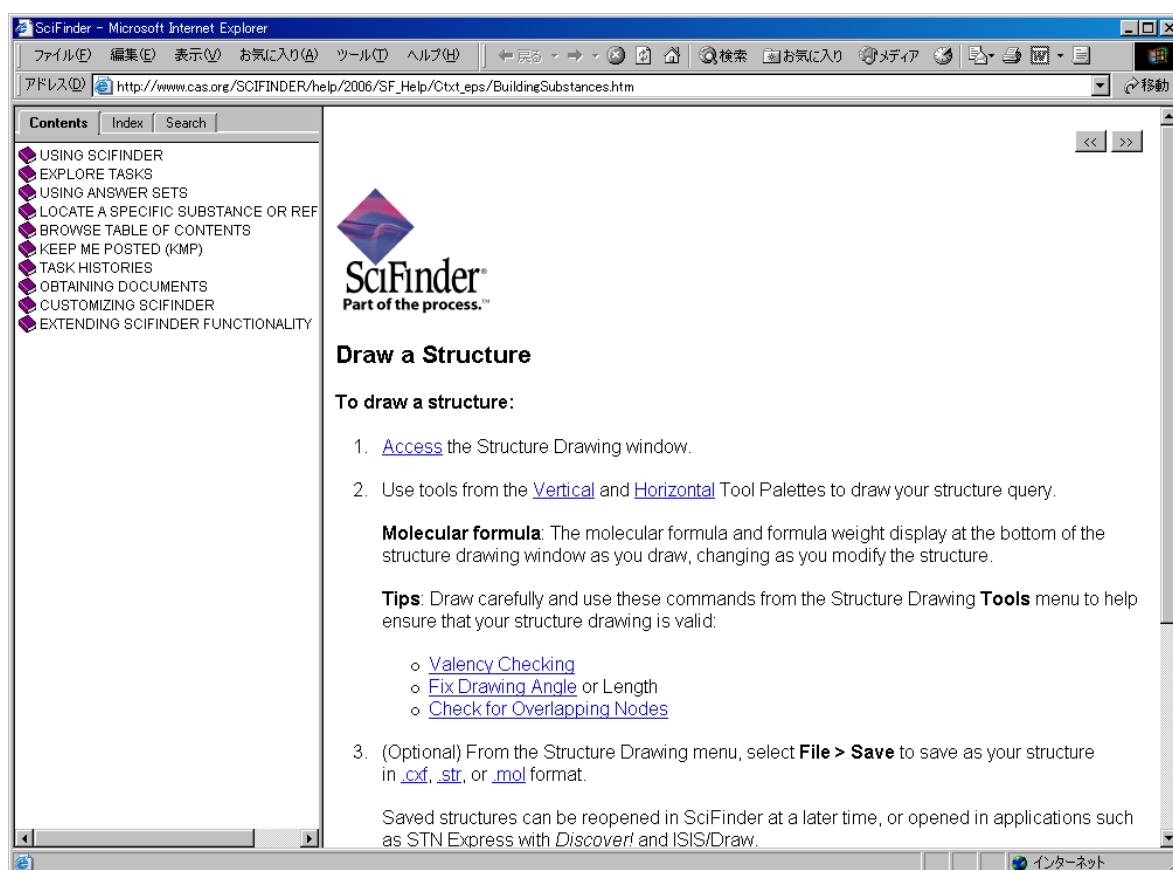 SciFinder - Microsoft Internet Explorer
ファイル(F) 編集(E) 表示(V) お気に入り(A) ツール(T) ヘルプ(H) 戻る 検索 お気に入り メディア
アドレス(D) http://www.cas.org/SCIFINDER/help/2006/SF_Help/Ctxt_eps/BuildingSubstances.htm 移動
Contents Index Search
<< >>
USING SCIFINDER
EXPLORE TASKS
USING ANSWER SETS
LOCATE A SPECIFIC SUBSTANCE OR REF
BROWSE TABLE OF CONTENTS
KEEP ME POSTED (KMP)
TASK HISTORIES
OBTAINING DOCUMENTS
CUSTOMIZING SCIFINDER
EXTENDING SCIFINDER FUNCTIONALITY
SciFinder®
Part of the process.™
Draw a Structure
To draw a structure:
1. Access the Structure Drawing window.
2. Use tools from the Vertical and Horizontal Tool Palettes to draw your structure query.
Molecular formula: The molecular formula and formula weight display at the bottom of the
structure drawing window as you draw, changing as you modify the structure.
Tips: Draw carefully and use these commands from the Structure Drawing Tools menu to help
ensure that your structure drawing is valid:
o Valency Checking
o Fix Drawing Angle or Length
o Check for Overlapping Nodes
3. (Optional) From the Structure Drawing menu, select File > Save to save as your structure
in .cxf, .str, or .mol format.
Saved structures can be reopened in SciFinder at a later time, or opened in applications such
as STN Express with Discover! and ISIS/Draw.
インターネット